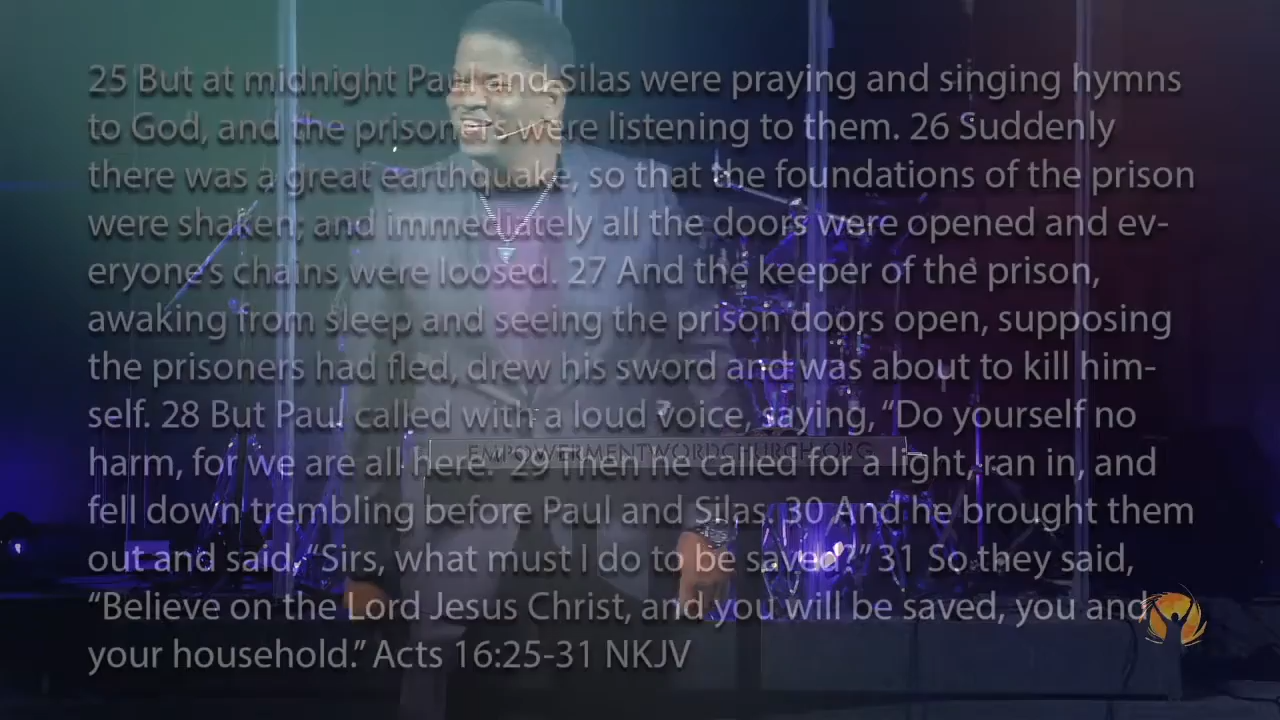 25 But at midnight Paul and Silas were praying and singing hymns
to God, and the prisoners were listening to them. 26 Suddenly
there was a great earthquake, so that the foundations of the prison
were shaken, and immediately all the doors were opened and ev-
eryone's chains were loosed. 27 And the keeper of the prison,
awaking from sleep and seeing the prison doors open, supposing
the prisoners had fled, drew his sword and was about to kill him-
self. 28 But Paul called with a loud voice, saying, “Do yourself no
EMPOWERMENTWORDCHURCH.ORG
harm, for we are all here.” 29 Then he called for a light, ran in, and
fell down trembling before Paul and Silas. 30 And he brought them
out and said, “Sirs, what must I do to be saved?” 31 So they said,
“Believe on the Lord Jesus Christ, and you will be saved, you and
your household.” Acts 16:25-31 NKJV